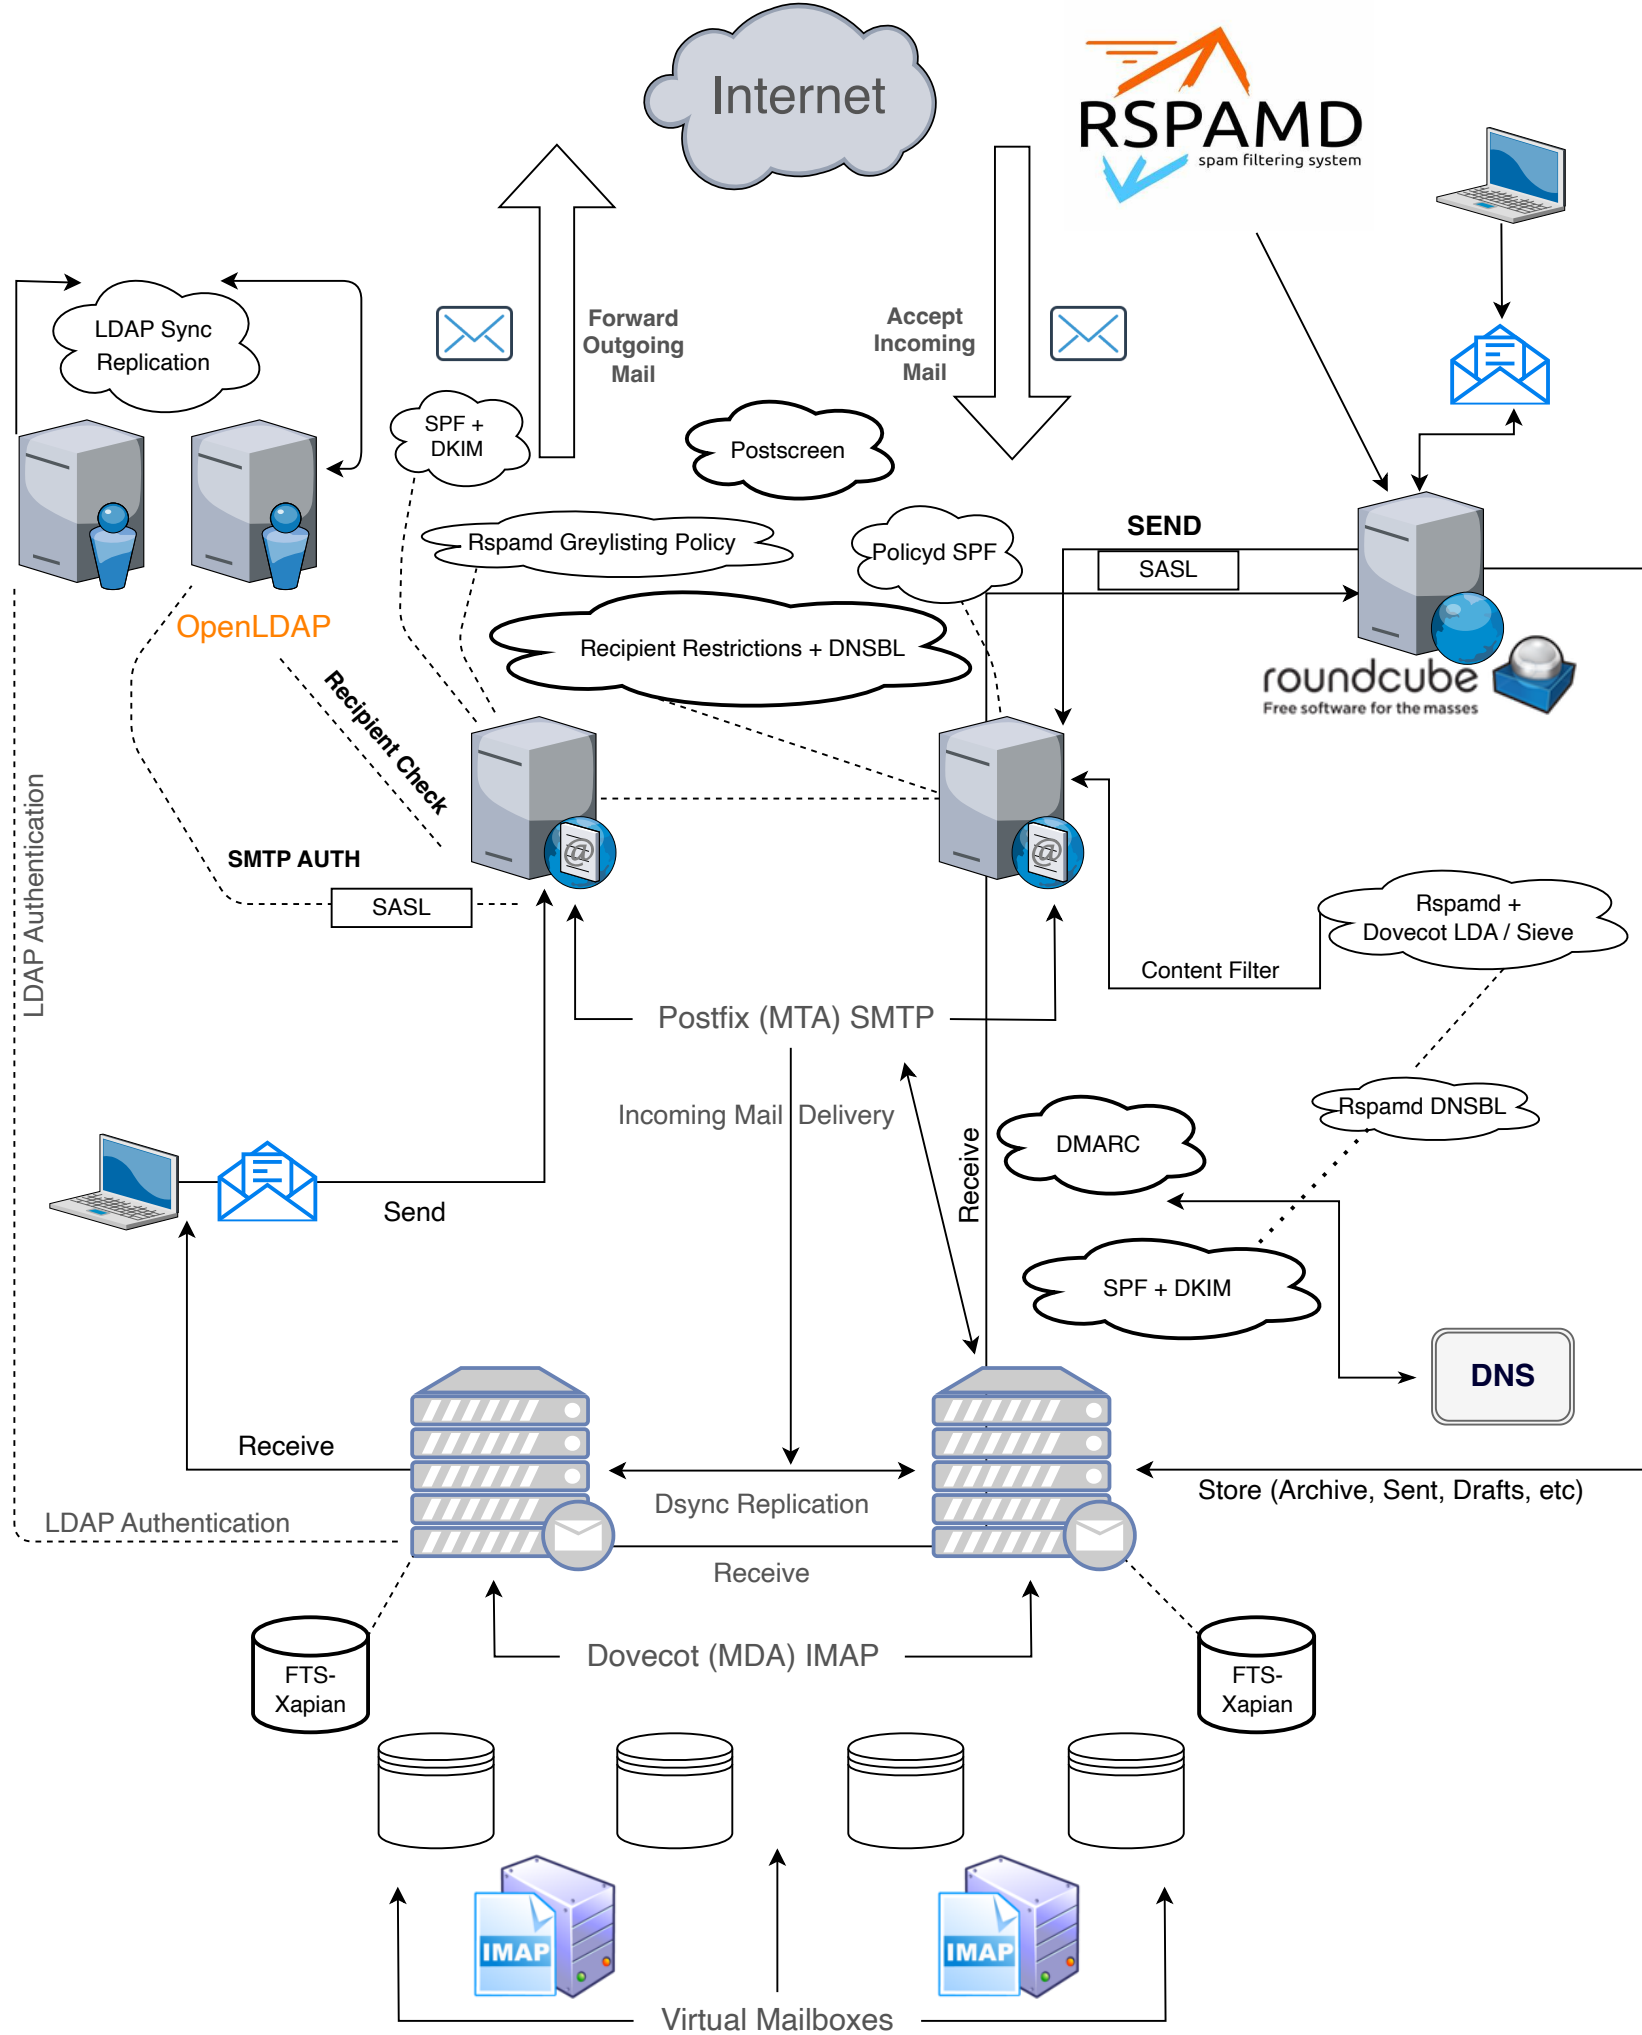 Internet
RSPAMD
spam filtering system
LDAP Sync
Replication
Forward
Outgoing
Mail
Accept
Incoming
Mail
SPF +
DKIM
Postscreen
Rspamd Greylisting Policy
Policyd SPF
SEND
SASL
OpenLDAP
Recipient Restrictions + DNSBL
roundcube
Free software for the masses
Recipient Check
LDAP Authentication
SMTP AUTH
SASL
@
@
Rspamd +
Dovecot LDA / Sieve
Content Filter
Postfix (MTA) SMTP
Incoming Mail Delivery
Rspamd DNSBL
DMARC
Receive
Send
SPF + DKIM
DNS
Receive
Store (Archive, Sent, Drafts, etc)
Dsync Replication
LDAP Authentication
Receive
Dovecot (MDA) IMAP
FTS-
Xapian
FTS-
Xapian
IMAP
IMAP
Virtual Mailboxes